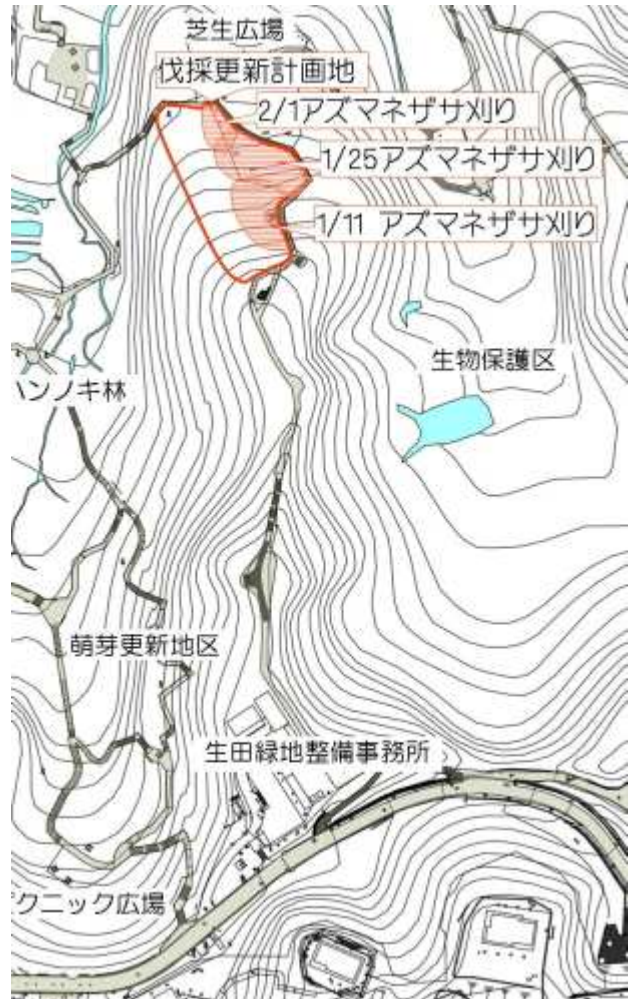 芝生広場
伐採更新計画地
2/1アズマネザサ刈り
1/25アズマネザサ刈り
1/11 アズマネザサ刈り
生物保護区
ハンノキ林
萌芽更新地区
生田緑地整備事務所
ピクニック広場